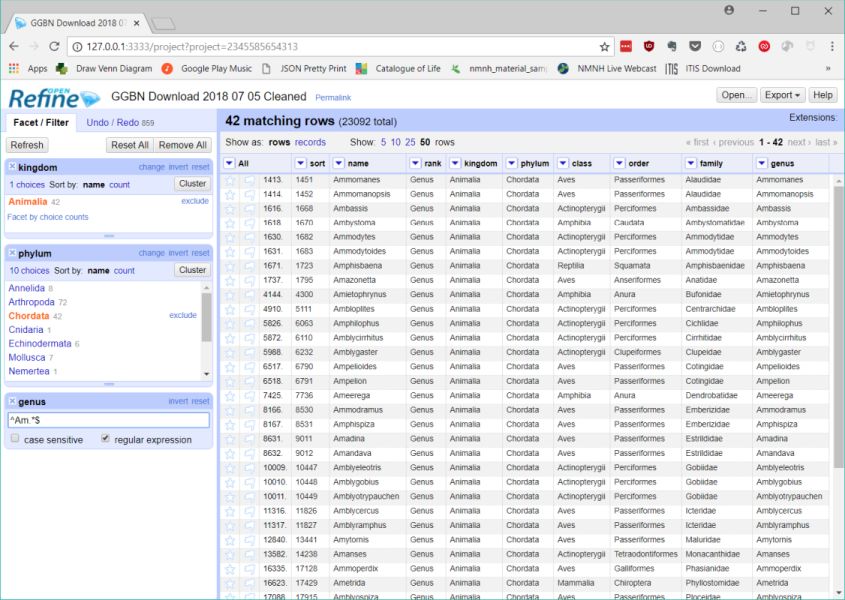 GGBN Download 2018 07 05
127.0.0.1:3333/project?project=2345585654313
Apps Draw Venn Diagram Google Play Music JSON Pretty Print Catalogue of Life nmnh_material_sam NMNH Live Webcast ITIS ITIS Download »
OPEN
Refine GGBN Download 2018 07 05 Cleaned Permalink Open... Export Help
Facet / Filter Undo / Redo 859
42 matching rows (23092 total) Extensions:
Refresh Reset All Remove All
Show as: rows records Show: 5 10 25 50 rows « first ‹ previous 1 - 42 next › last »
kingdom change invert reset
1 choices Sort by: name count Cluster
Animalia 42 exclude
Facet by choice counts
phylum change invert reset
10 choices Sort by: name count Cluster
Annelida 8
Arthropoda 72
Chordata 42 exclude
Cnidaria 1
Echinodermata 6
Mollusca 7
Nemertea 1
genus invert reset
^Am.*$
case sensitive regular expression
All sort name rank kingdom phylum class order family genus
1413. 1451 Ammomanes Genus Animalia Chordata Aves Passeriformes Alaudidae Ammomanes
1414. 1452 Ammomanopsis Genus Animalia Chordata Aves Passeriformes Alaudidae Ammomanopsis
1616. 1668 Ambassis Genus Animalia Chordata Actinopterygii Perciformes Ambassidae Ambassis
1618. 1670 Ambystoma Genus Animalia Chordata Amphibia Caudata Ambystomatidae Ambystoma
1630. 1682 Ammodytes Genus Animalia Chordata Actinopterygii Perciformes Ammodytidae Ammodytes
1631. 1683 Ammodytoides Genus Animalia Chordata Actinopterygii Perciformes Ammodytidae Ammodytoides
1671. 1723 Amphisbaena Genus Animalia Chordata Reptilia Squamata Amphisbaenidae Amphisbaena
1737. 1795 Amazonetta Genus Animalia Chordata Aves Anseriformes Anatidae Amazonetta
4144. 4300 Amietophrynus Genus Animalia Chordata Amphibia Anura Bufonidae Amietophrynus
4910. 5111 Ambloplites Genus Animalia Chordata Actinopterygii Perciformes Centrarchidae Ambloplites
5826. 6063 Amphilophus Genus Animalia Chordata Actinopterygii Perciformes Cichlidae Amphilophus
5872. 6110 Amblycirrhitus Genus Animalia Chordata Actinopterygii Perciformes Cirrhitidae Amblycirrhitus
5988. 6232 Amblygaster Genus Animalia Chordata Actinopterygii Clupeiformes Clupeidae Amblygaster
6517. 6790 Ampelioides Genus Animalia Chordata Aves Passeriformes Cotingidae Ampelioides
6518. 6791 Ampelion Genus Animalia Chordata Aves Passeriformes Cotingidae Ampelion
7425. 7736 Ameerega Genus Animalia Chordata Amphibia Anura Dendrobatidae Ameerega
8166. 8530 Ammodramus Genus Animalia Chordata Aves Passeriformes Emberizidae Ammodramus
8167. 8531 Amphispiza Genus Animalia Chordata Aves Passeriformes Emberizidae Amphispiza
8631. 9011 Amadina Genus Animalia Chordata Aves Passeriformes Estrildidae Amadina
8632. 9012 Amandava Genus Animalia Chordata Aves Passeriformes Estrildidae Amandava
10009. 10447 Amblyeleotris Genus Animalia Chordata Actinopterygii Perciformes Gobiidae Amblyeleotris
10010. 10448 Amblygobius Genus Animalia Chordata Actinopterygii Perciformes Gobiidae Amblygobius
10011. 10449 Amblyotrypauchen Genus Animalia Chordata Actinopterygii Perciformes Gobiidae Amblyotrypauchen
11316. 11826 Amblycercus Genus Animalia Chordata Aves Passeriformes Icteridae Amblycercus
11317. 11827 Amblyramphus Genus Animalia Chordata Aves Passeriformes Icteridae Amblyramphus
12840. 13441 Amytornis Genus Animalia Chordata Aves Passeriformes Maluridae Amytornis
13582. 14238 Amanses Genus Animalia Chordata Actinopterygii Tetraodontiformes Monacanthidae Amanses
16335. 17128 Ammoperdix Genus Animalia Chordata Aves Galliformes Phasianidae Ammoperdix
16623. 17429 Ametrida Genus Animalia Chordata Mammalia Chiroptera Phyllostomidae Ametrida
17088. 17915 Amblyospiza Genus Animalia Chordata Aves Passeriformes Ploceidae Amblyospiza